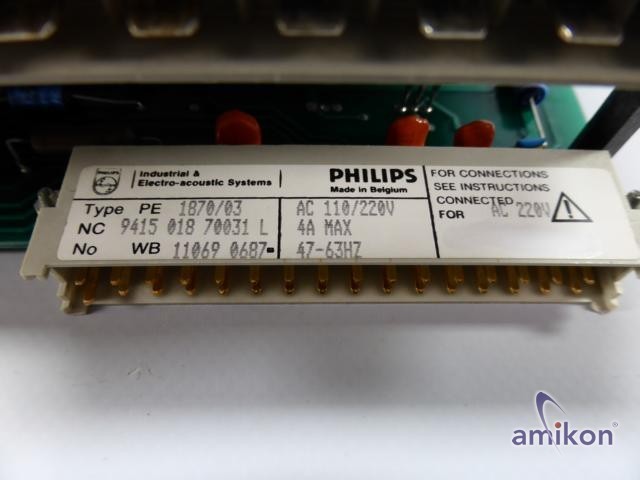 PHILIPS
Industrial &
Electro-acoustic Systems
PHILIPS
Made in Belgium
Type PE 1870/03
NC 9415 018 70031 L
No WB 11069 0687-
AC 110/220V
4A MAX
47-63HZ
FOR CONNECTIONS
SEE INSTRUCTIONS
CONNECTED
FOR AC 220V
amikon®